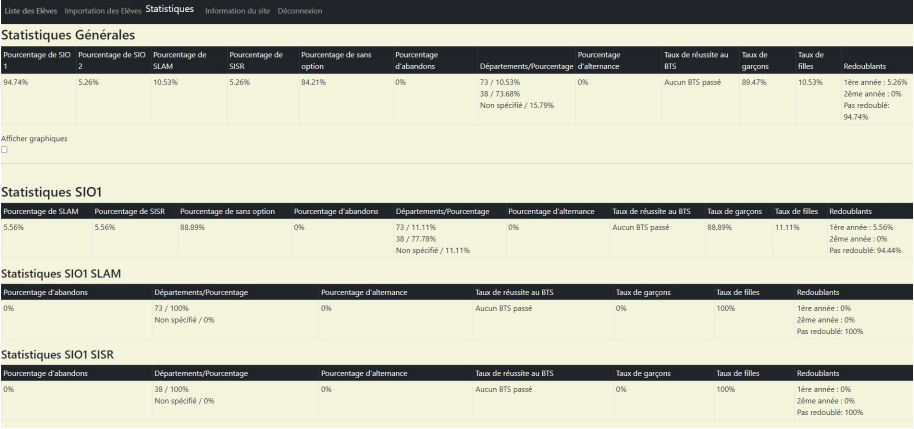 Liste des Elèves Importation des Elèves Statistiques Information du site Déconnexion
Statistiques Générales
Pourcentage de SIO 1 Pourcentage de SIO 2 Pourcentage de SLAM Pourcentage de SISR Pourcentage de sans option Pourcentage d'abandons Départements/Pourcentage Pourcentage d'alternance Taux de réussite au BTS Taux de garçons Taux de filles Redoublants
94.74% 5.26% 10.53% 5.26% 84.21% 0% 73 / 10.53% 0% Aucun BTS passé 89.47% 10.53% 1ère année : 5.26%
38 / 73.68% 2ème année : 0%
Non spécifié / 15.79% Pas redoublé:
94.74%
Afficher graphiques
Statistiques SIO1
Pourcentage de SLAM Pourcentage de SISR Pourcentage de sans option Pourcentage d'abandons Départements/Pourcentage Pourcentage d'alternance Taux de réussite au BTS Taux de garçons Taux de filles Redoublants
5.56% 5.56% 88.89% 0% 73 / 11.11% 0% Aucun BTS passé 88.89% 11.11% 1ère année : 5.56%
38 / 77.78% 2ème année : 0%
Non spécifié / 11.11% Pas redoublé: 94.44%
Statistiques SIO1 SLAM
Pourcentage d'abandons Départements/Pourcentage Pourcentage d'alternance Taux de réussite au BTS Taux de garçons Taux de filles Redoublants
0% 73 / 100% 0% Aucun BTS passé 0% 100% 1ère année : 0%
Non spécifié / 0% 2ème année : 0%
Pas redoublé: 100%
Statistiques SIO1 SISR
Pourcentage d'abandons Départements/Pourcentage Pourcentage d'alternance Taux de réussite au BTS Taux de garçons Taux de filles Redoublants
0% 38 / 100% 0% Aucun BTS passé 0% 100% 1ère année : 0%
Non spécifié / 0% 2ème année : 0%
Pas redoublé: 100%